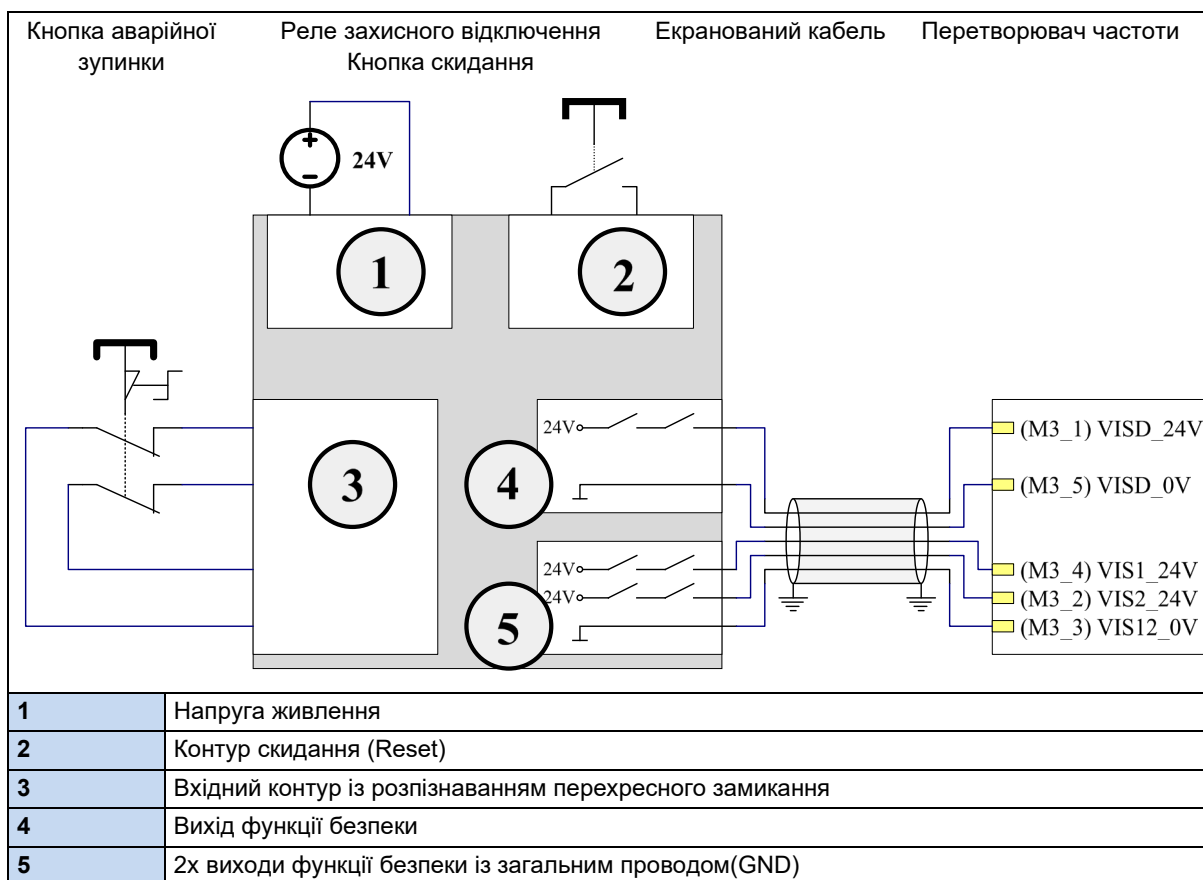 Кнопка аварійної зупинки
Реле захисного відключення
Кнопка скидання
Екранований кабель
Перетворювач частоти
24V
1
2
3
4
5
24V
24V
24V
(M3_1) VISD_24V
(M3_5) VISD_0V
(M3_4) VIS1_24V
(M3_2) VIS2_24V
(M3_3) VIS12_0V
1 Напруга живлення
2 Контур скидання (Reset)
3 Вхідний контур із розпізнаванням перехресного замикання
4 Вихід функції безпеки
5 2x виходи функції безпеки із загальним проводом(GND)